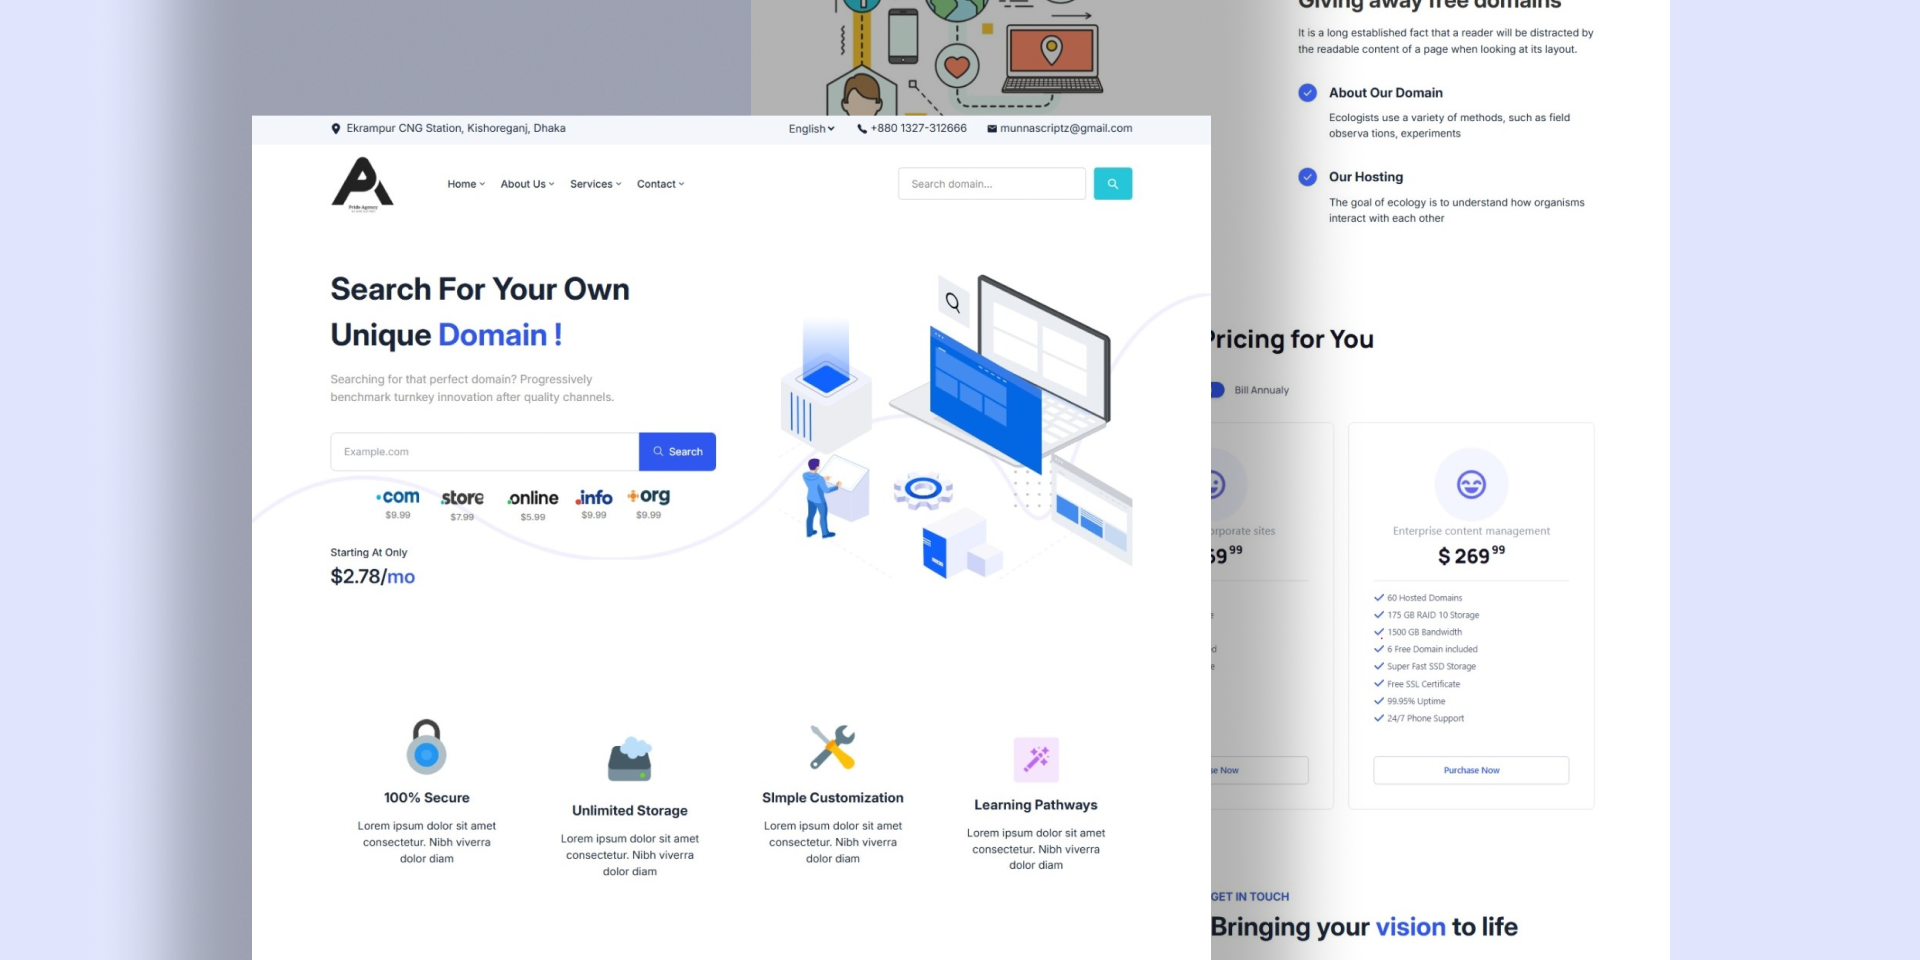 Giving away free domains
It is a long established fact that a reader will be distracted by
the readable content of a page when looking at its layout.
About Our Domain
Ecologists use a variety of methods, such as field
observa tions, experiments
Our Hosting
The goal of ecology is to understand how organisms
interact with each other
Ekrampur CNG Station, Kishoreganj, Dhaka
English
+880 1327-312666
munnascriptz@gmail.com
Pride Agency
Home
About Us
Services
Contact
Search domain...
Search For Your Own
Unique Domain !
Searching for that perfect domain? Progressively
benchmark turnkey innovation after quality channels.
Example.com
Search
.com
.store
.online
.info
.org
$9.99
$7.99
$5.99
$9.99
$9.99
Starting At Only
$2.78/mo
100% Secure
Lorem ipsum dolor sit amet
consectetur. Nibh viverra
dolor diam
Unlimited Storage
Lorem ipsum dolor sit amet
consectetur. Nibh viverra
dolor diam
SImple Customization
Lorem ipsum dolor sit amet
consectetur. Nibh viverra
dolor diam
Learning Pathways
Lorem ipsum dolor sit amet
consectetur. Nibh viverra
dolor diam
Pricing for You
Bill Annualy
sites
99
Now
Enterprise content management
$ 269 99
60 Hosted Domains
175 GB RAID 10 Storage
1500 GB Bandwidth
6 Free Domain included
Super Fast SSD Storage
Free SSL Certificate
99.95% Uptime
24/7 Phone Support
Purchase Now
GET IN TOUCH
Bringing your vision to life